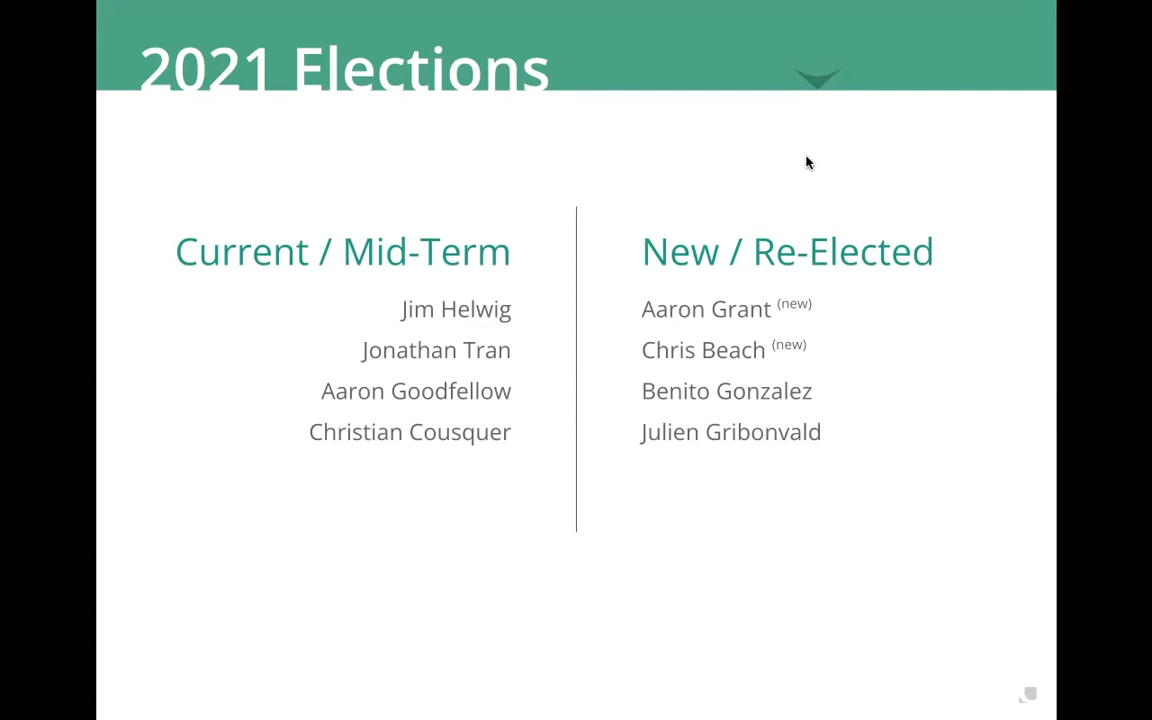 2021 Elections
Current / Mid-Term
Jim Helwig
Jonathan Tran
Aaron Goodfellow
Christian Cousquer
New / Re-Elected
Aaron Grant (new)
Chris Beach (new)
Benito Gonzalez
Julien Gribonvald